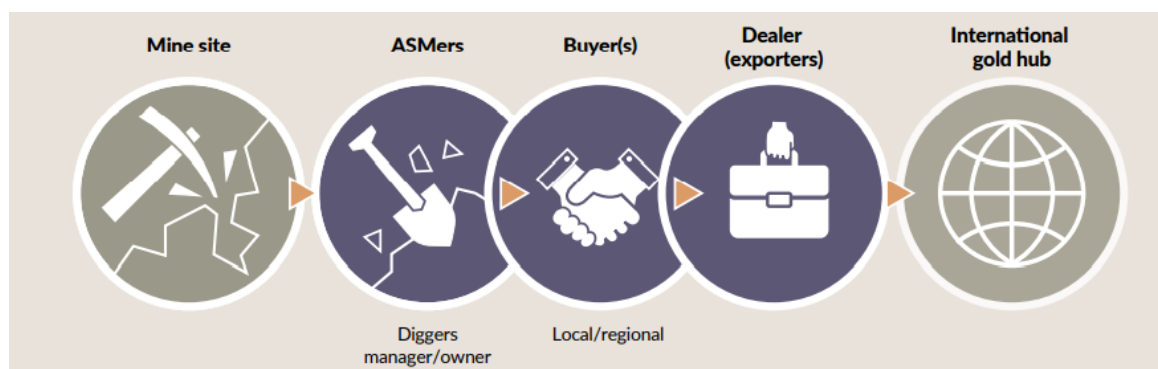 Mine site
ASMers
Buyer(s)
Dealer
(exporters)
International
gold hub
Diggers
manager/owner
Local/regional